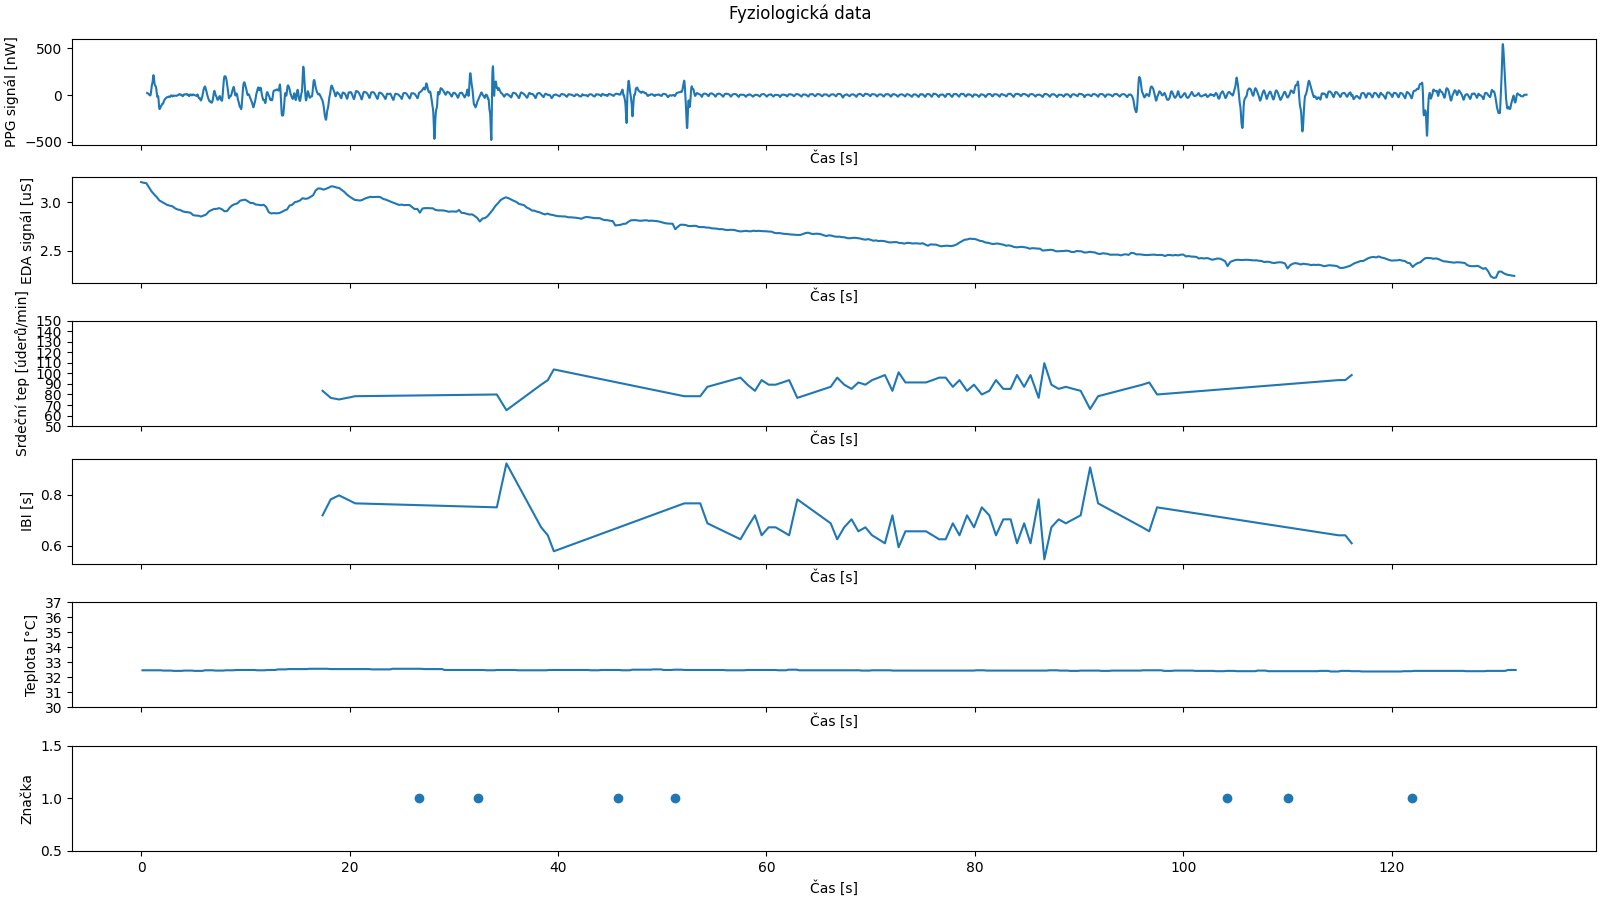 Fyziologická data
PPG signál [nW]
500
0
−500
Čas [s]
EDA signál [uS]
3.0
2.5
Čas [s]
Srdeční tep [úderů/min]
150
140
130
120
110
100
90
80
70
60
50
Čas [s]
IBI [s]
0.8
0.6
Čas [s]
Teplota [°C]
37
36
35
34
33
32
31
30
Čas [s]
Značka
1.5
1.0
0.5
0 20 40 60 80 100 120
Čas [s]